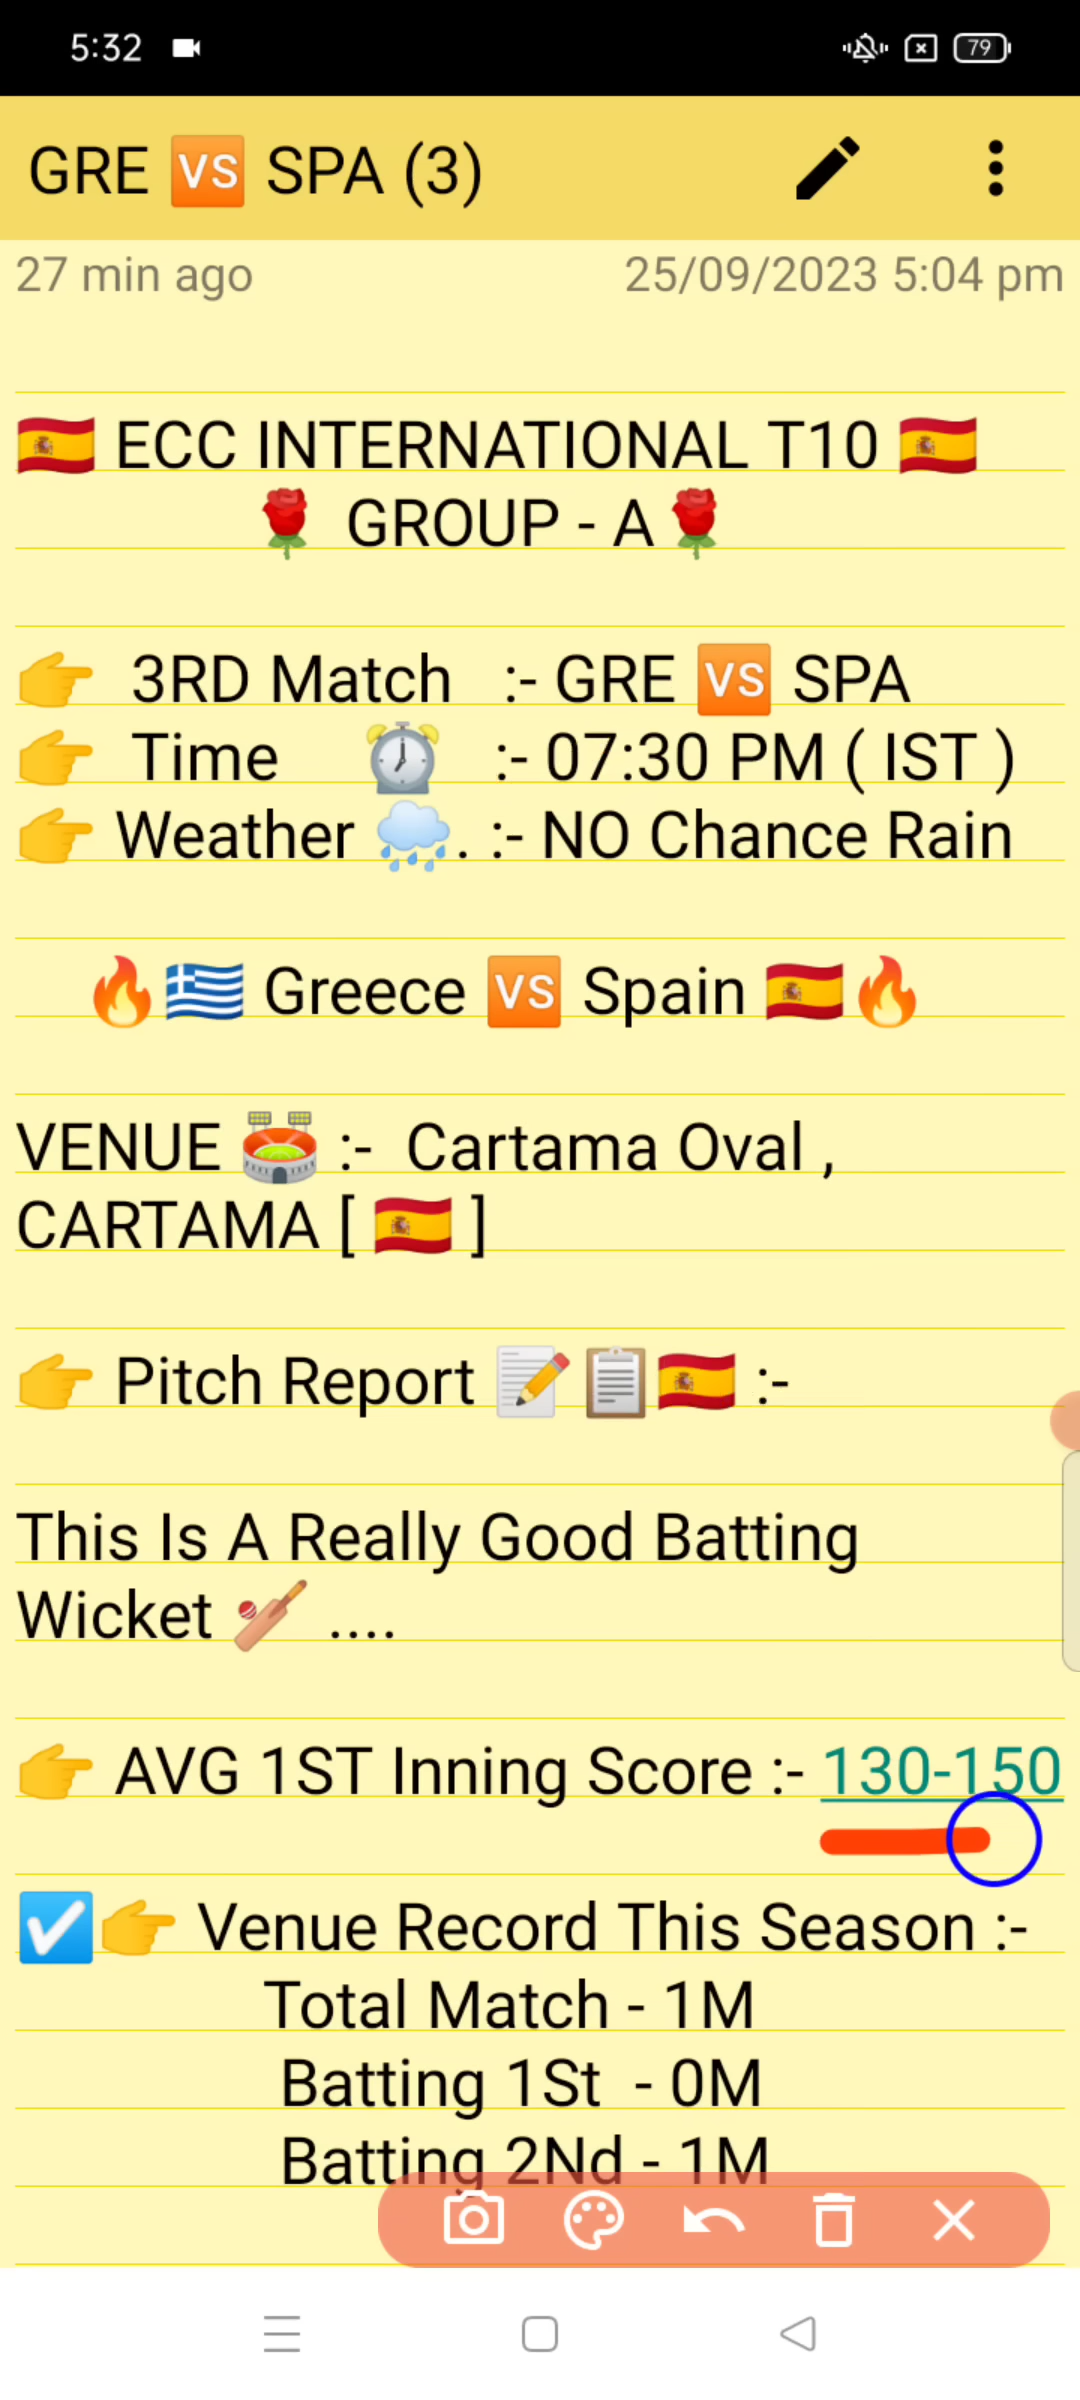 5:32
79
GRE 🆚 SPA (3)
27 min ago 25/09/2023 5:04 pm
🇪🇸 ECC INTERNATIONAL T10 🇪🇸
🌹 GROUP - A🌹
👉 3RD Match :- GRE 🆚 SPA
👉 Time ⏰ :- 07:30 PM ( IST )
👉 Weather 🌧️. :- NO Chance Rain
🔥🇬🇷 Greece 🆚 Spain 🇪🇸🔥
VENUE 🏟️ :- Cartama Oval ,
CARTAMA [ 🇪🇸 ]
👉 Pitch Report 📝📋🇪🇸 :-
This Is A Really Good Batting
Wicket 🏏 ....
👉 AVG 1ST Inning Score :- 130-150
☑️👉 Venue Record This Season :-
Total Match - 1M
Batting 1St - 0M
Batting 2Nd - 1M